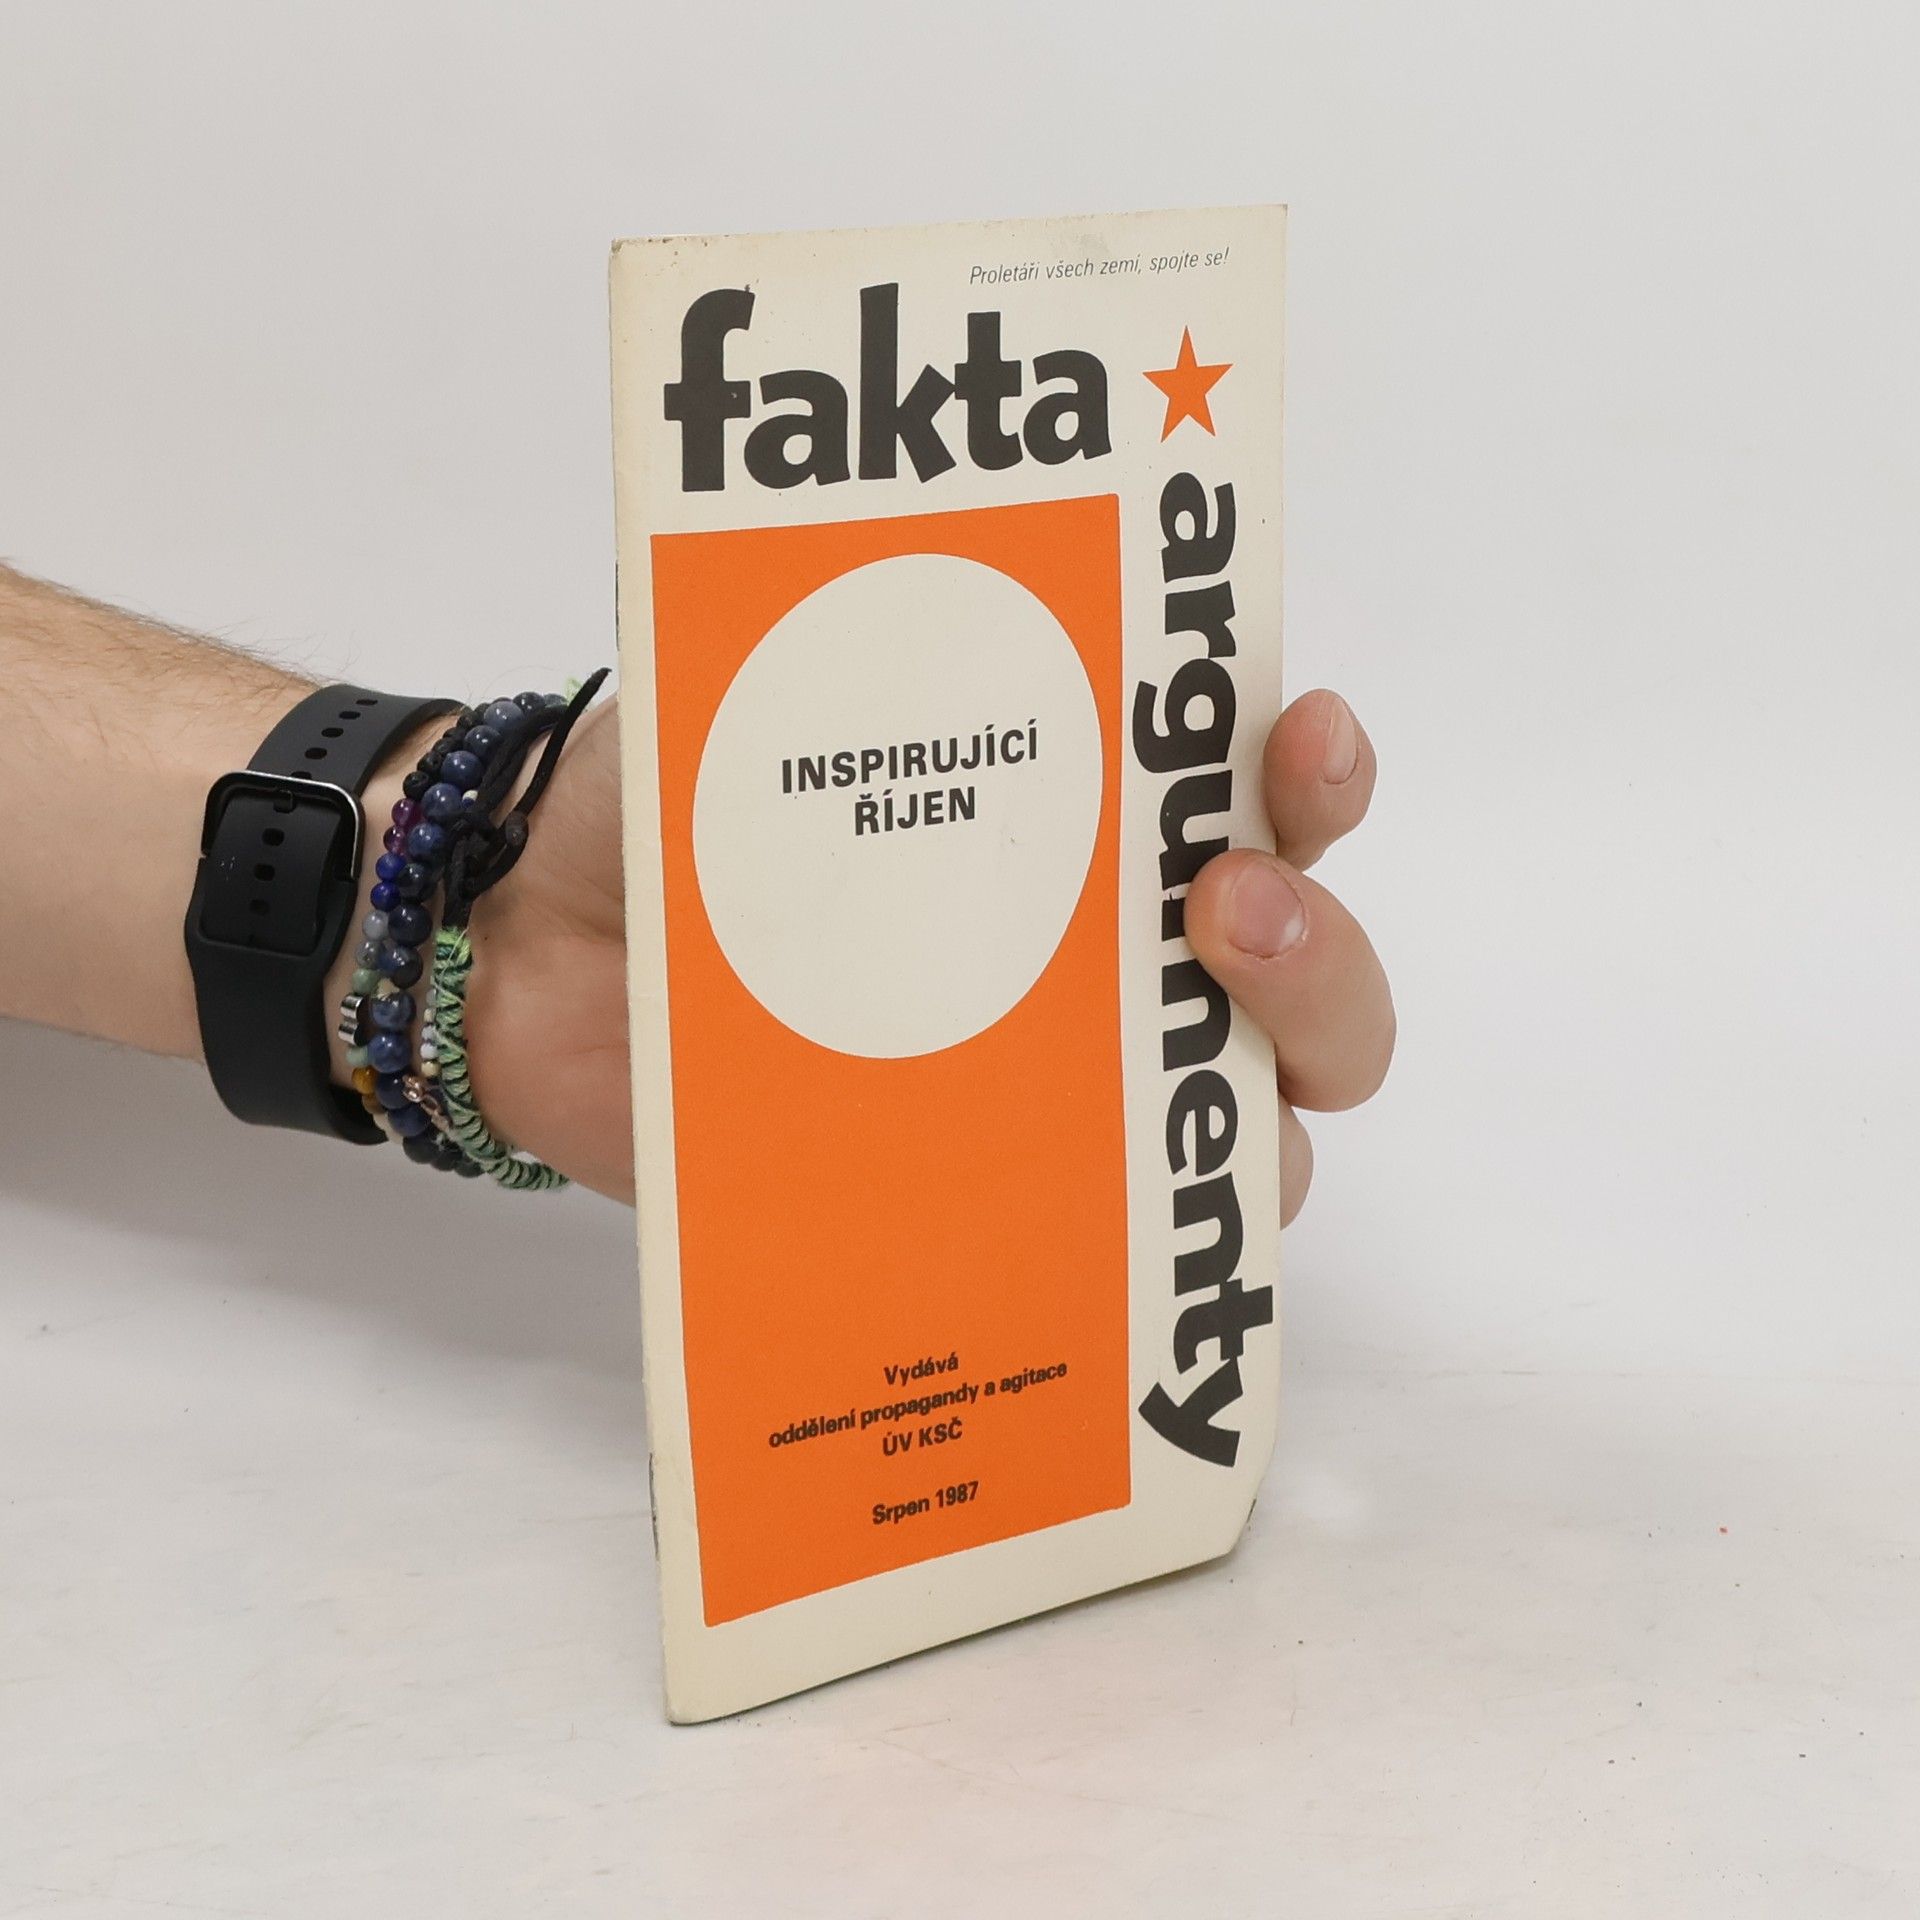 Proletáři všech zemí, spojte se!
fakta
argumenty
INSPIRUJÍCÍ
ŘÍJEN
Vydává
oddělení propagandy a agitace
ÚV KSČ
Srpen 1987